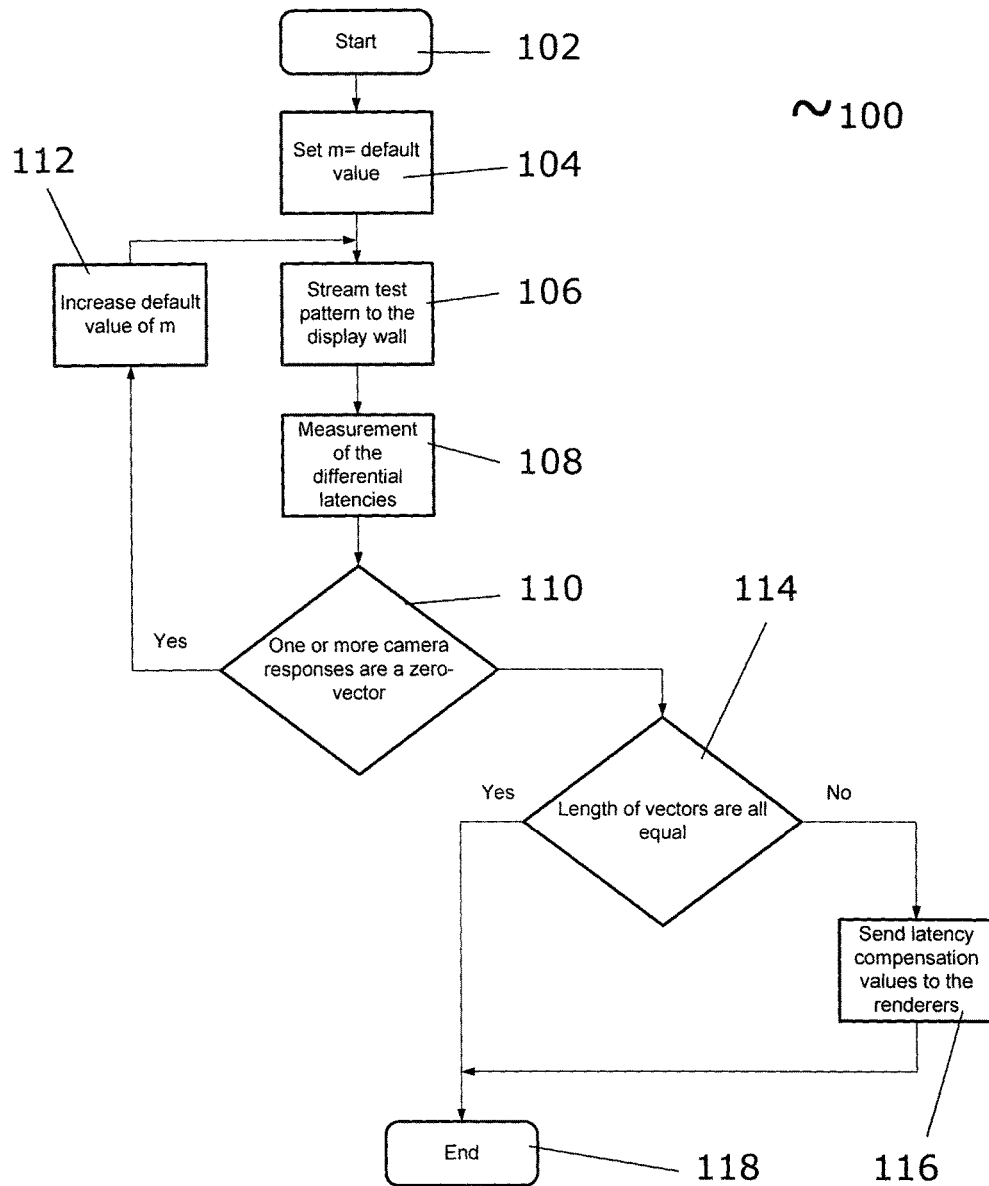 Start
102
~100
Set m= default
value
104
112
Increase default
value of m
Stream test
pattern to the
display wall
106
Measurement
of the
differential
latencies
108
110
114
Yes
One or more camera
responses are a zero-
vector
Yes
Length of vectors are all
equal
No
Send latency
compensation
values to the
renderers
End
118
116